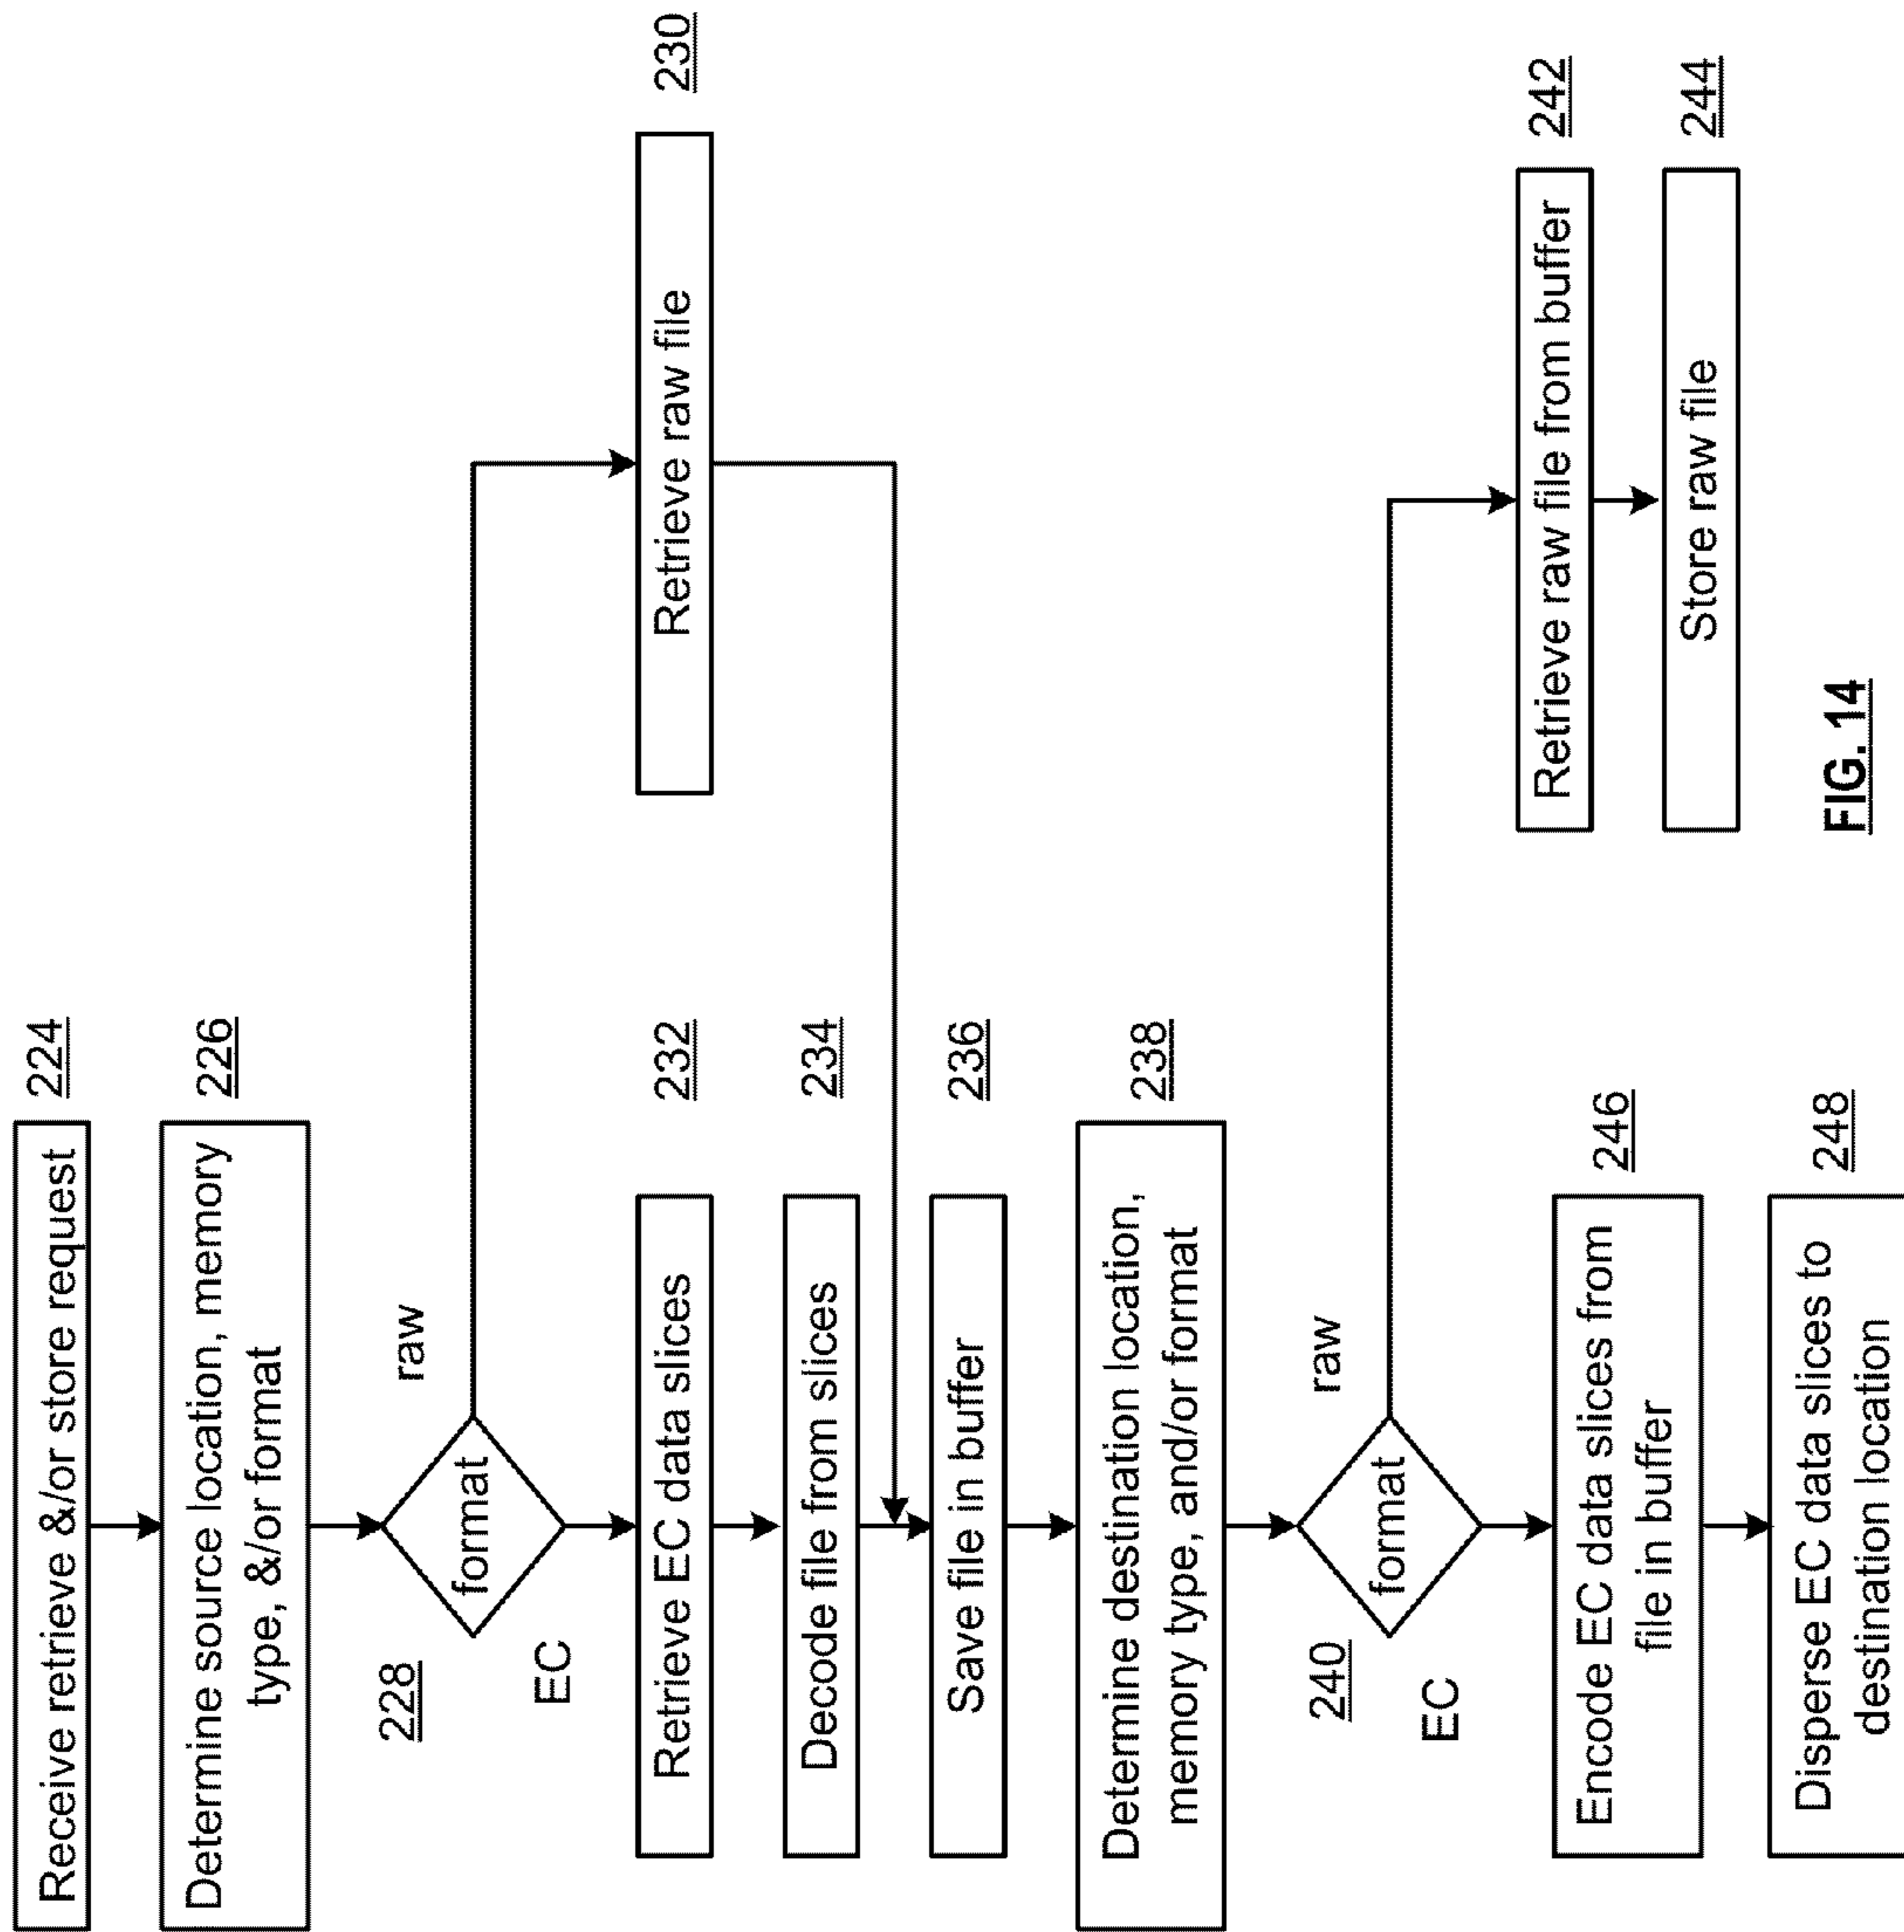 Receive retrieve &/or store request
224
Determine source location, memory
type, &/or format
226
format
228
raw
EC
Retrieve raw file
230
Retrieve EC data slices
232
Decode file from slices
234
Save file in buffer
236
Determine destination location,
memory type, and/or format
238
format
240
raw
EC
Retrieve raw file from buffer
242
Store raw file
244
Encode EC data slices from
file in buffer
246
Disperse EC data slices to
destination location
248
FIG. 14